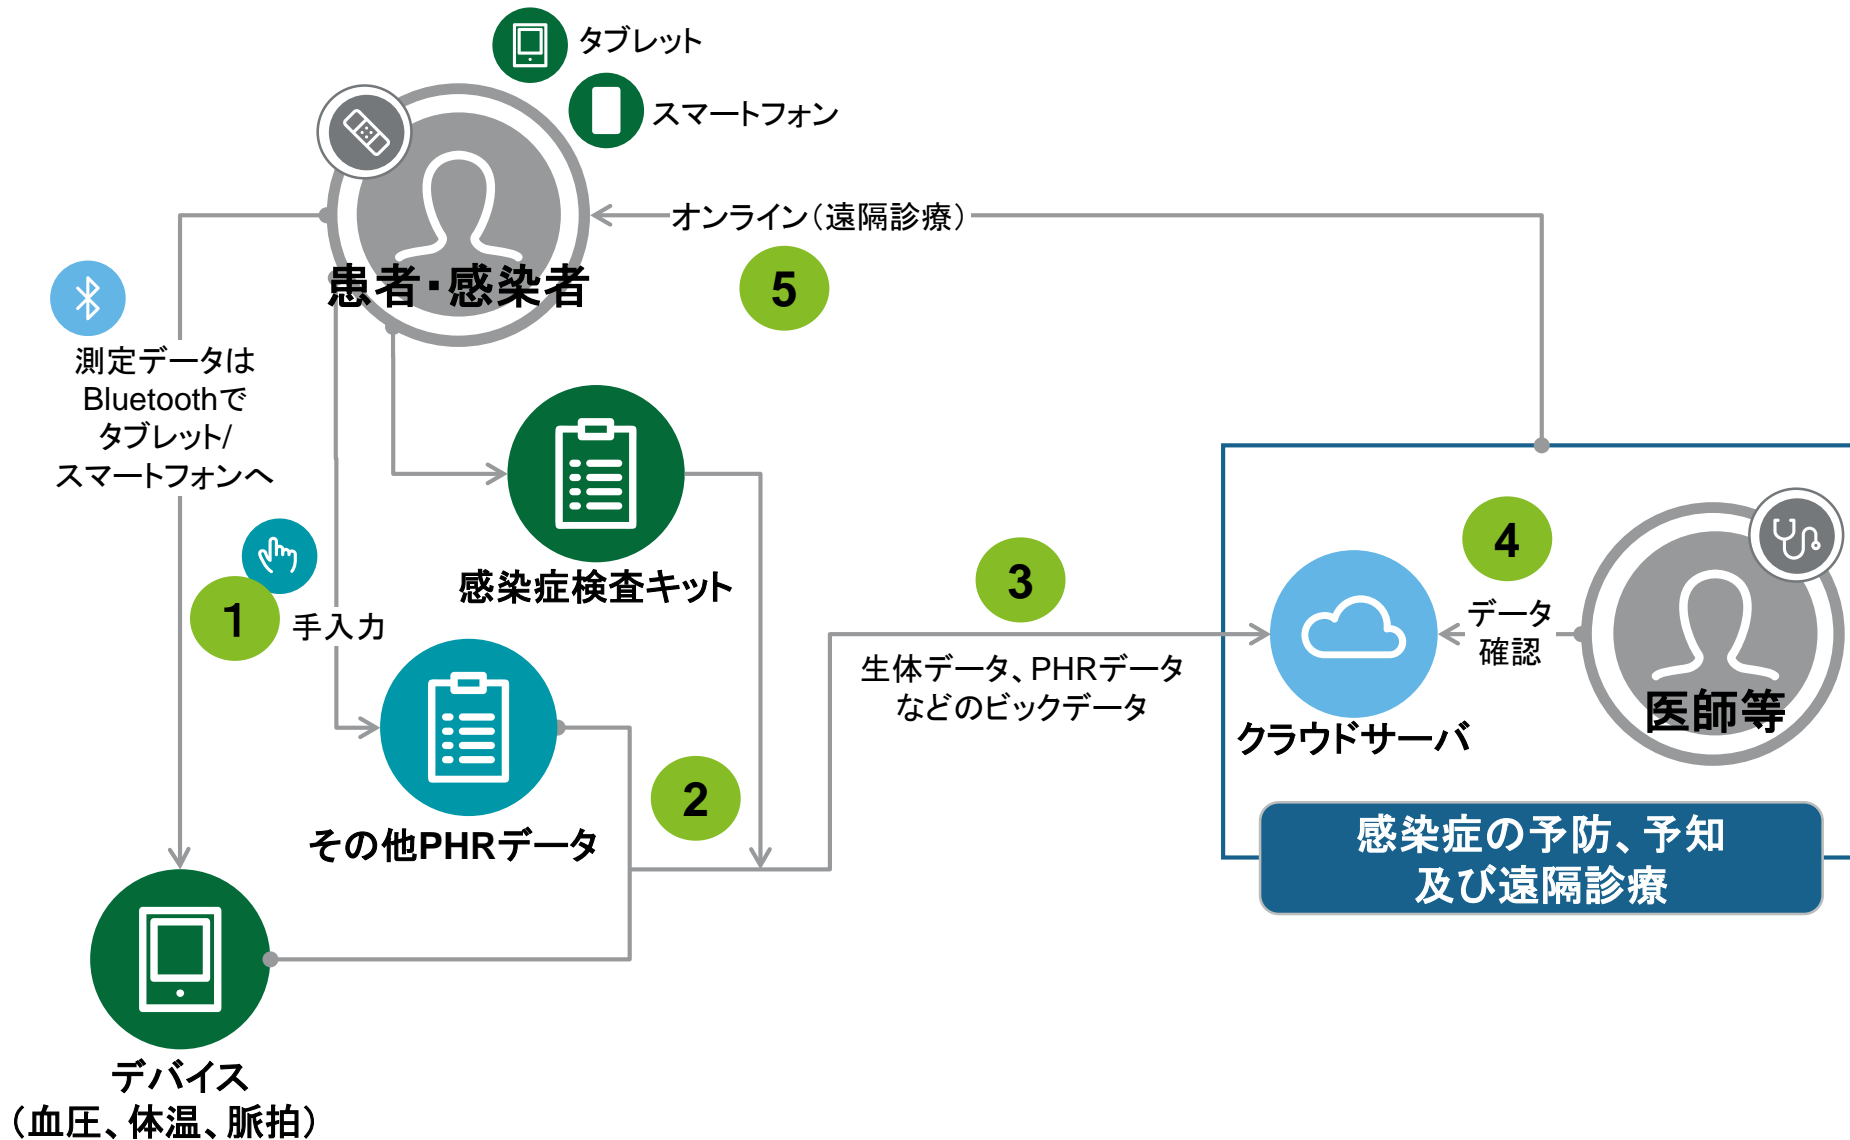 タブレット
スマートフォン
オンライン（遠隔診療）
5
患者・感染者
測定データは
Bluetoothで
タブレット/
スマートフォンへ
1
手入力
感染症検査キット
3
4
データ
確認
生体データ、PHRデータ
などのビックデータ
クラウドサーバ
医師等
2
その他PHRデータ
感染症の予防、予知
及び遠隔診療
デバイス
（血圧、体温、脈拍）